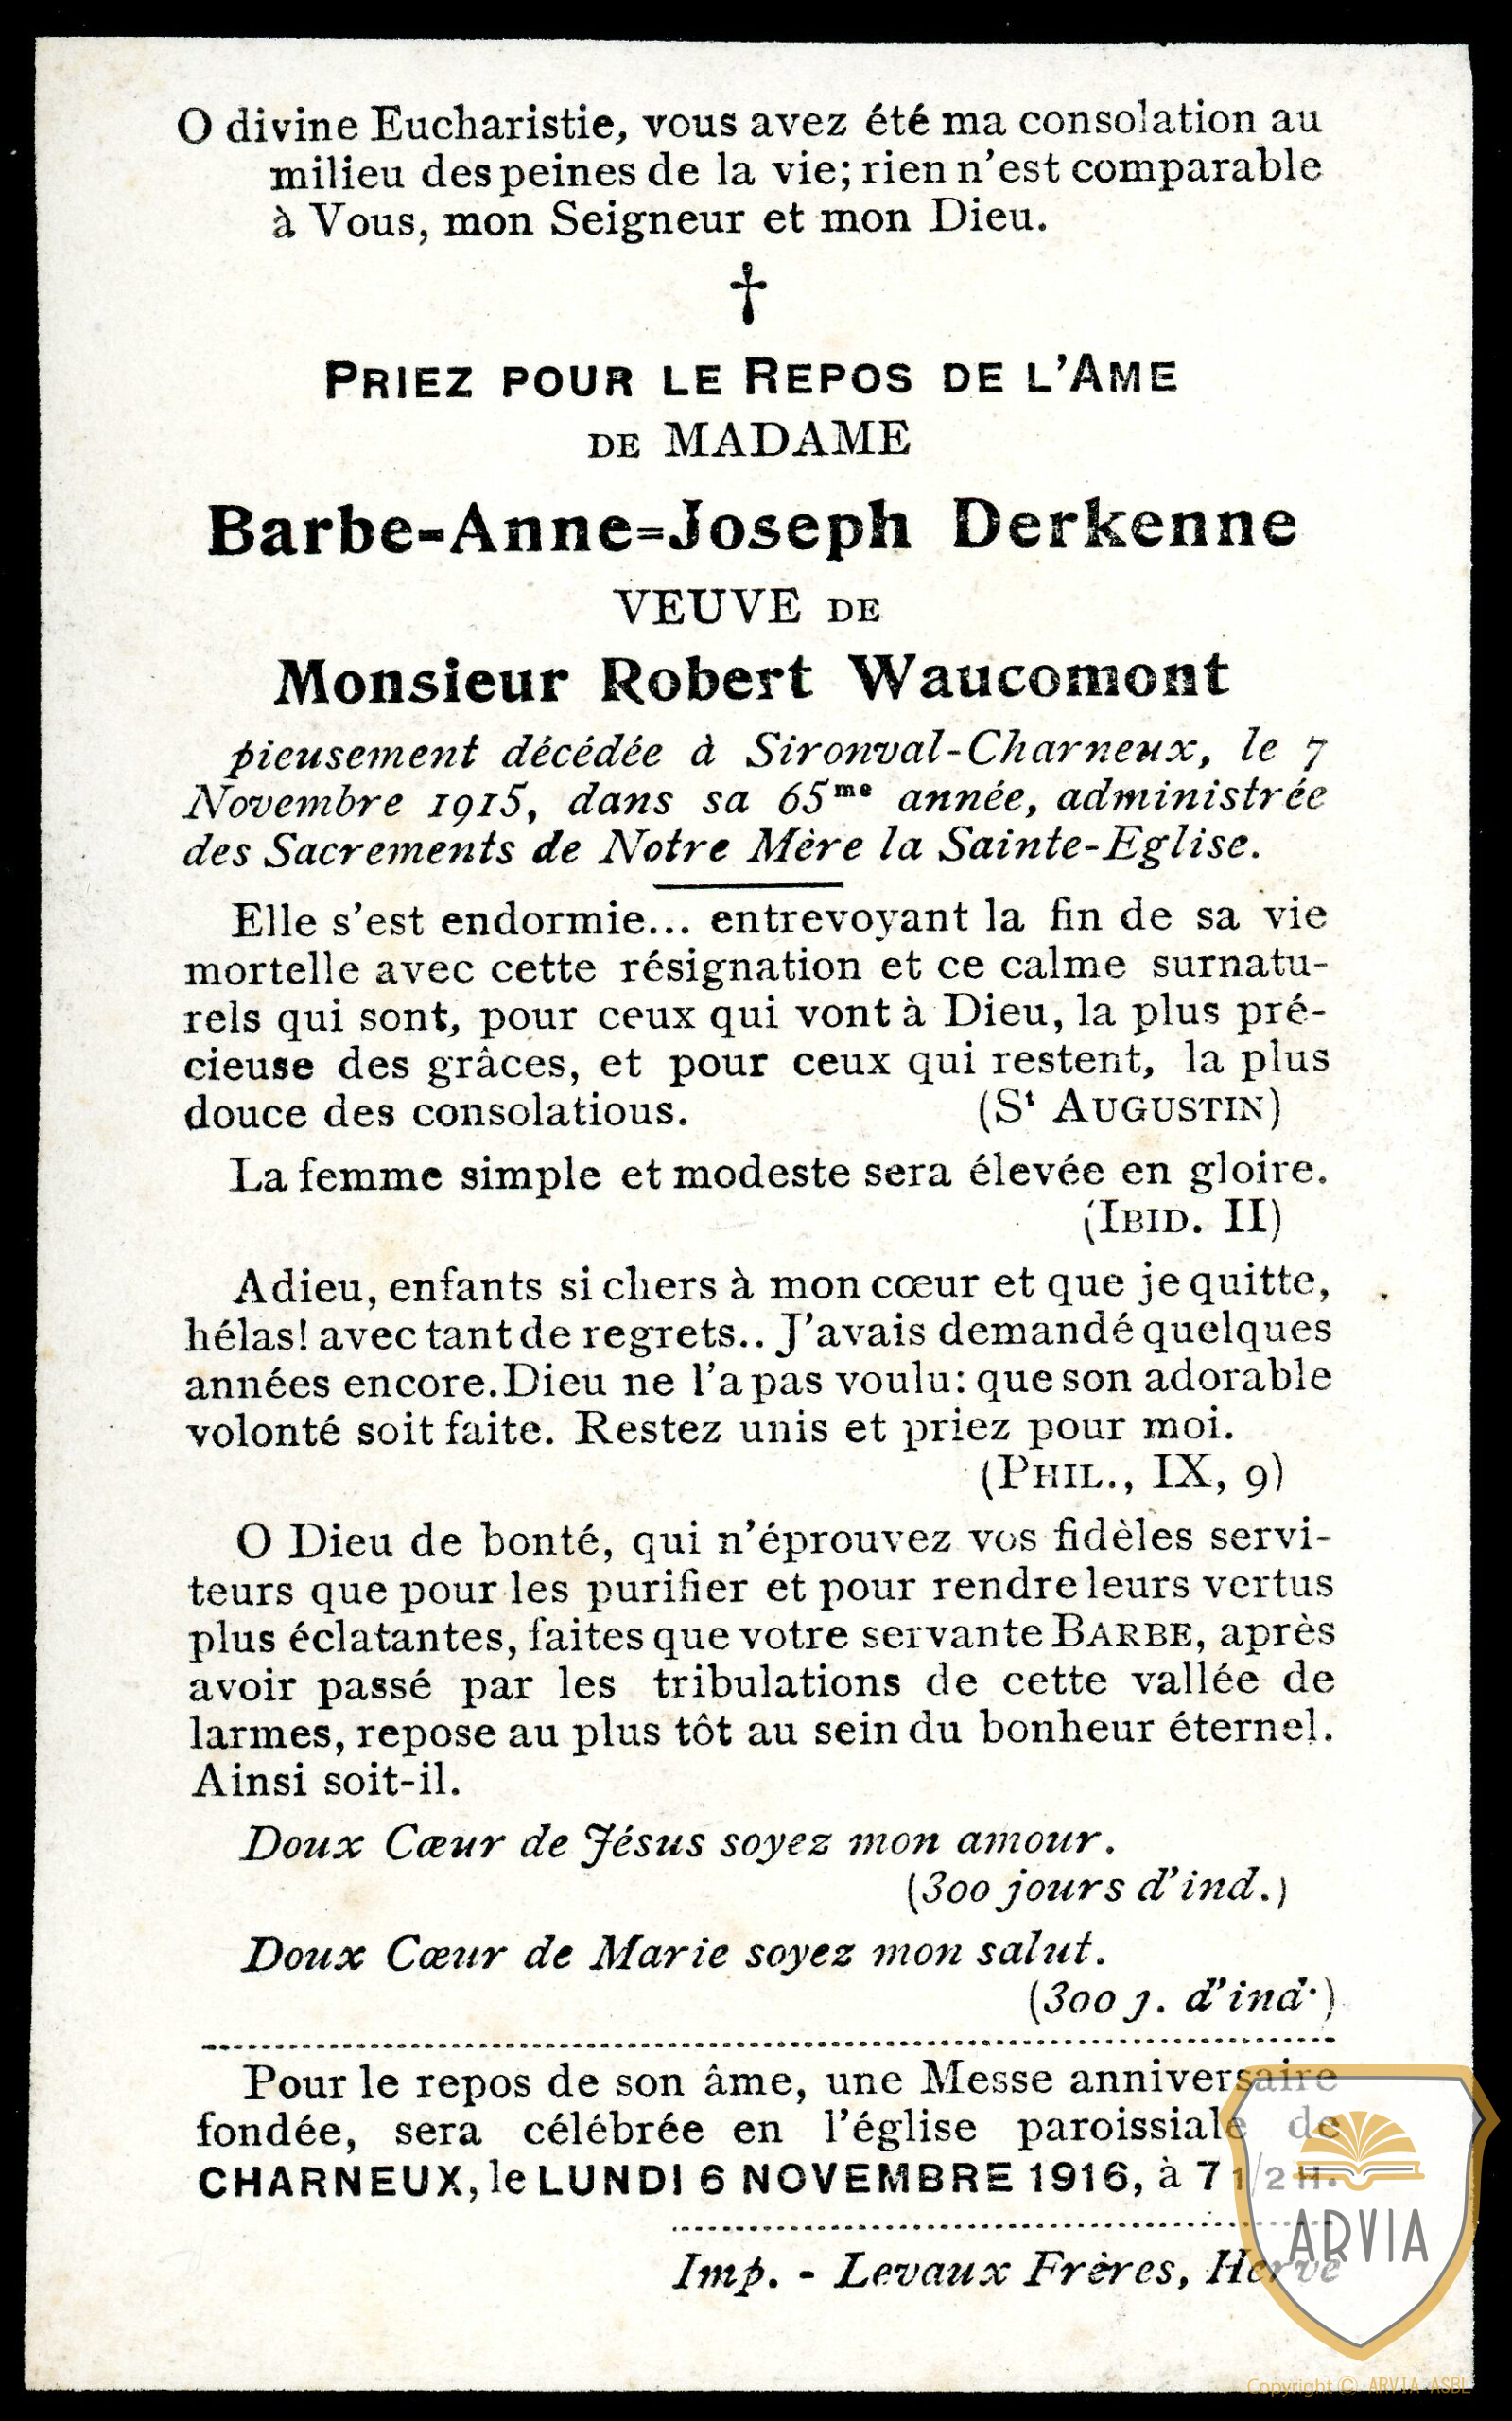 O divine Eucharistie, vous avez été ma consolation au
milieu des peines de la vie; rien n'est comparable
à Vous, mon Seigneur et mon Dieu.
†
PRIEZ POUR LE REPOS DE L'AME
DE MADAME
Barbe-Anne=Joseph Derkenne
VEUVE DE
Monsieur Robert Waucomont
pieusement décédée à Sironval-Charneux, le 7
Novembre 1915, dans sa 65me année, administrée
des Sacrements de Notre Mère la Sainte-Eglise.
Elle s'est endormie... entrevoyant la fin de sa vie
mortelle avec cette résignation et ce calme surnatu-
rels qui sont, pour ceux qui vont à Dieu, la plus pré-
cieuse des grâces, et pour ceux qui restent, la plus
douce des consolatious. (St AUGUSTIN)
La femme simple et modeste sera élevée en gloire.
(IBID. II)
Adieu, enfants si chers à mon cœur et que je quitte,
hélas! avec tant de regrets.. J'avais demandé quelques
années encore. Dieu ne l'a pas voulu: que son adorable
volonté soit faite. Restez unis et priez pour moi.
(PHIL., IX, 9)
O Dieu de bonté, qui n'éprouvez vos fidèles servi-
teurs que pour les purifier et pour rendre leurs vertus
plus éclatantes, faites que votre servante BARBE, après
avoir passé par les tribulations de cette vallée de
larmes, repose au plus tôt au sein du bonheur éternel.
Ainsi soit-il.
Doux Cœur de Jésus soyez mon amour.
(300 jours d'ind.)
Doux Cœur de Marie soyez mon salut.
(300 j. d'ind.)
Pour le repos de son âme, une Messe anniversaire
fondée, sera célébrée en l'église paroissiale de
CHARNEUX, le LUNDI 6 NOVEMBRE 1916, à 7 1/2 H.
Imp. - Levaux Frères, Herve
ARVIA
Copyright © ARVIA ASBL